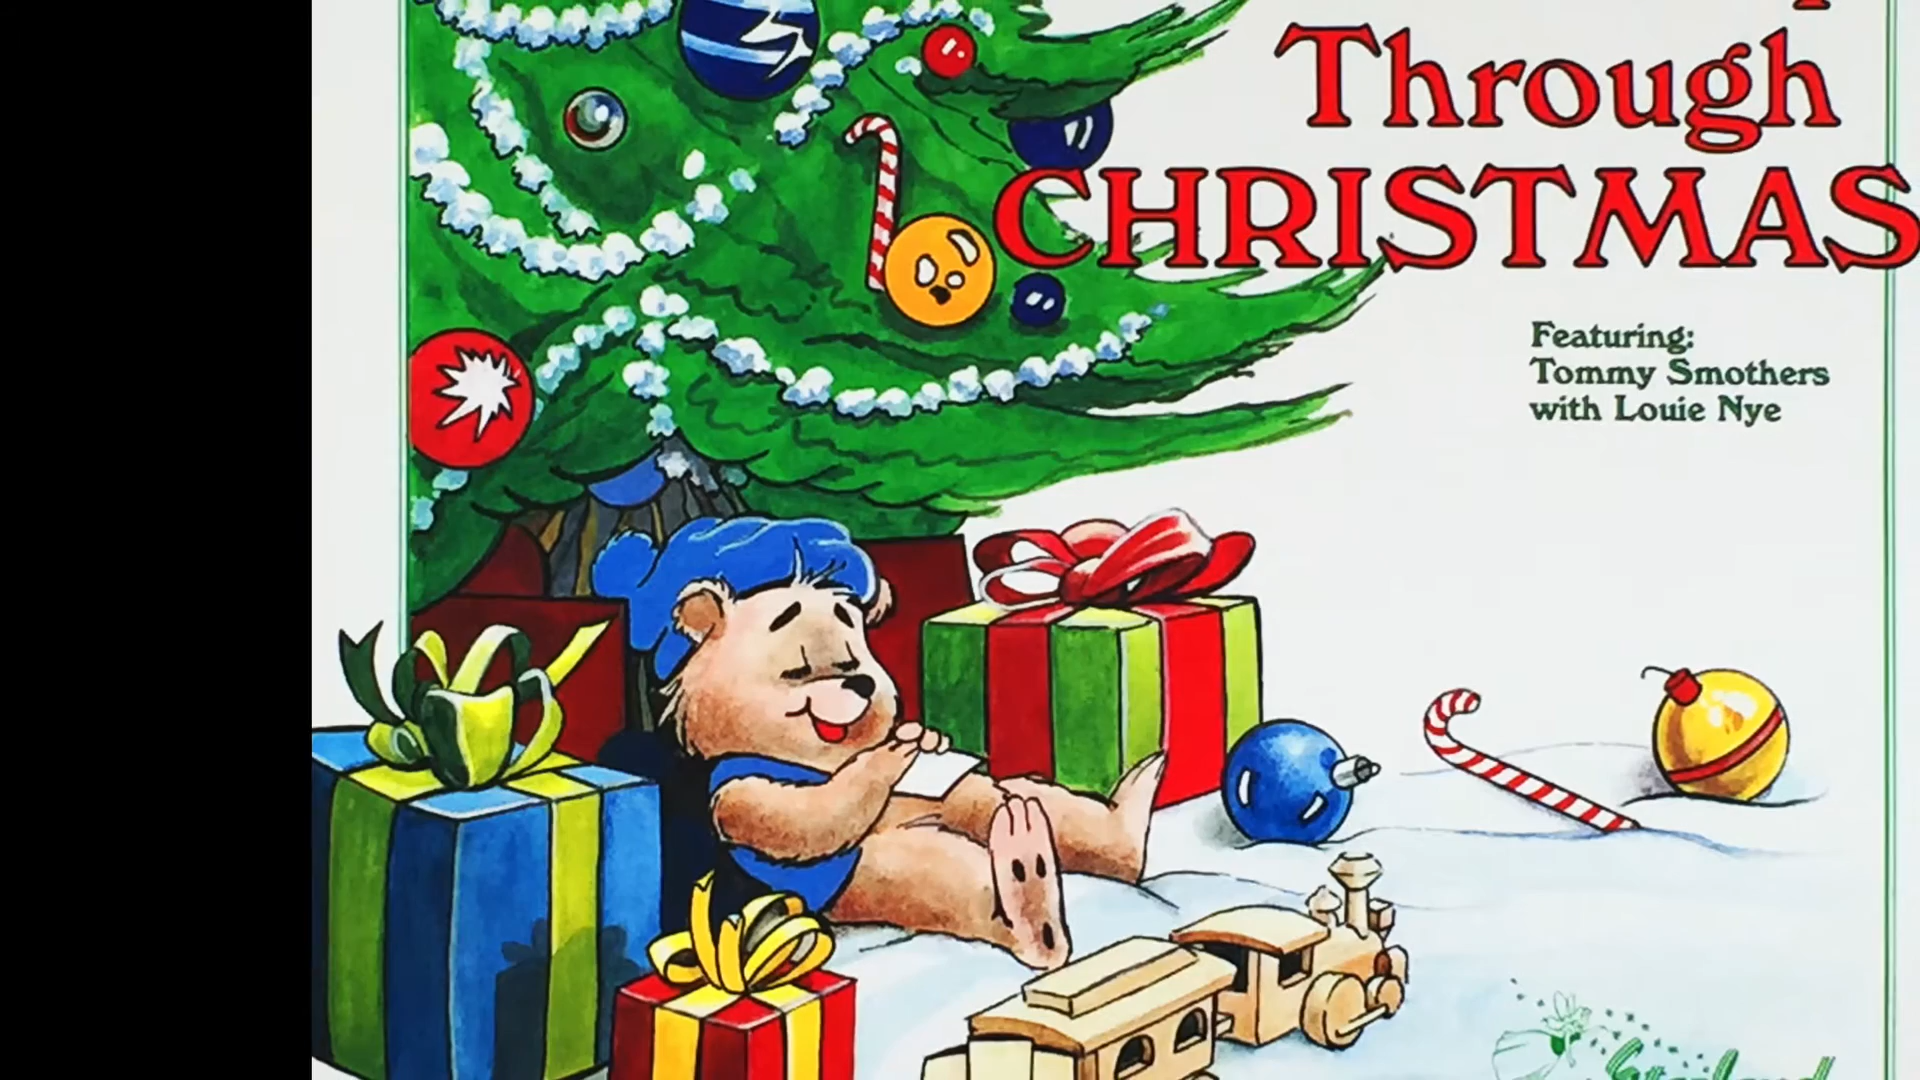 Through
CHRISTMAS
Featuring:
Tommy Smothers
with Louie Nye